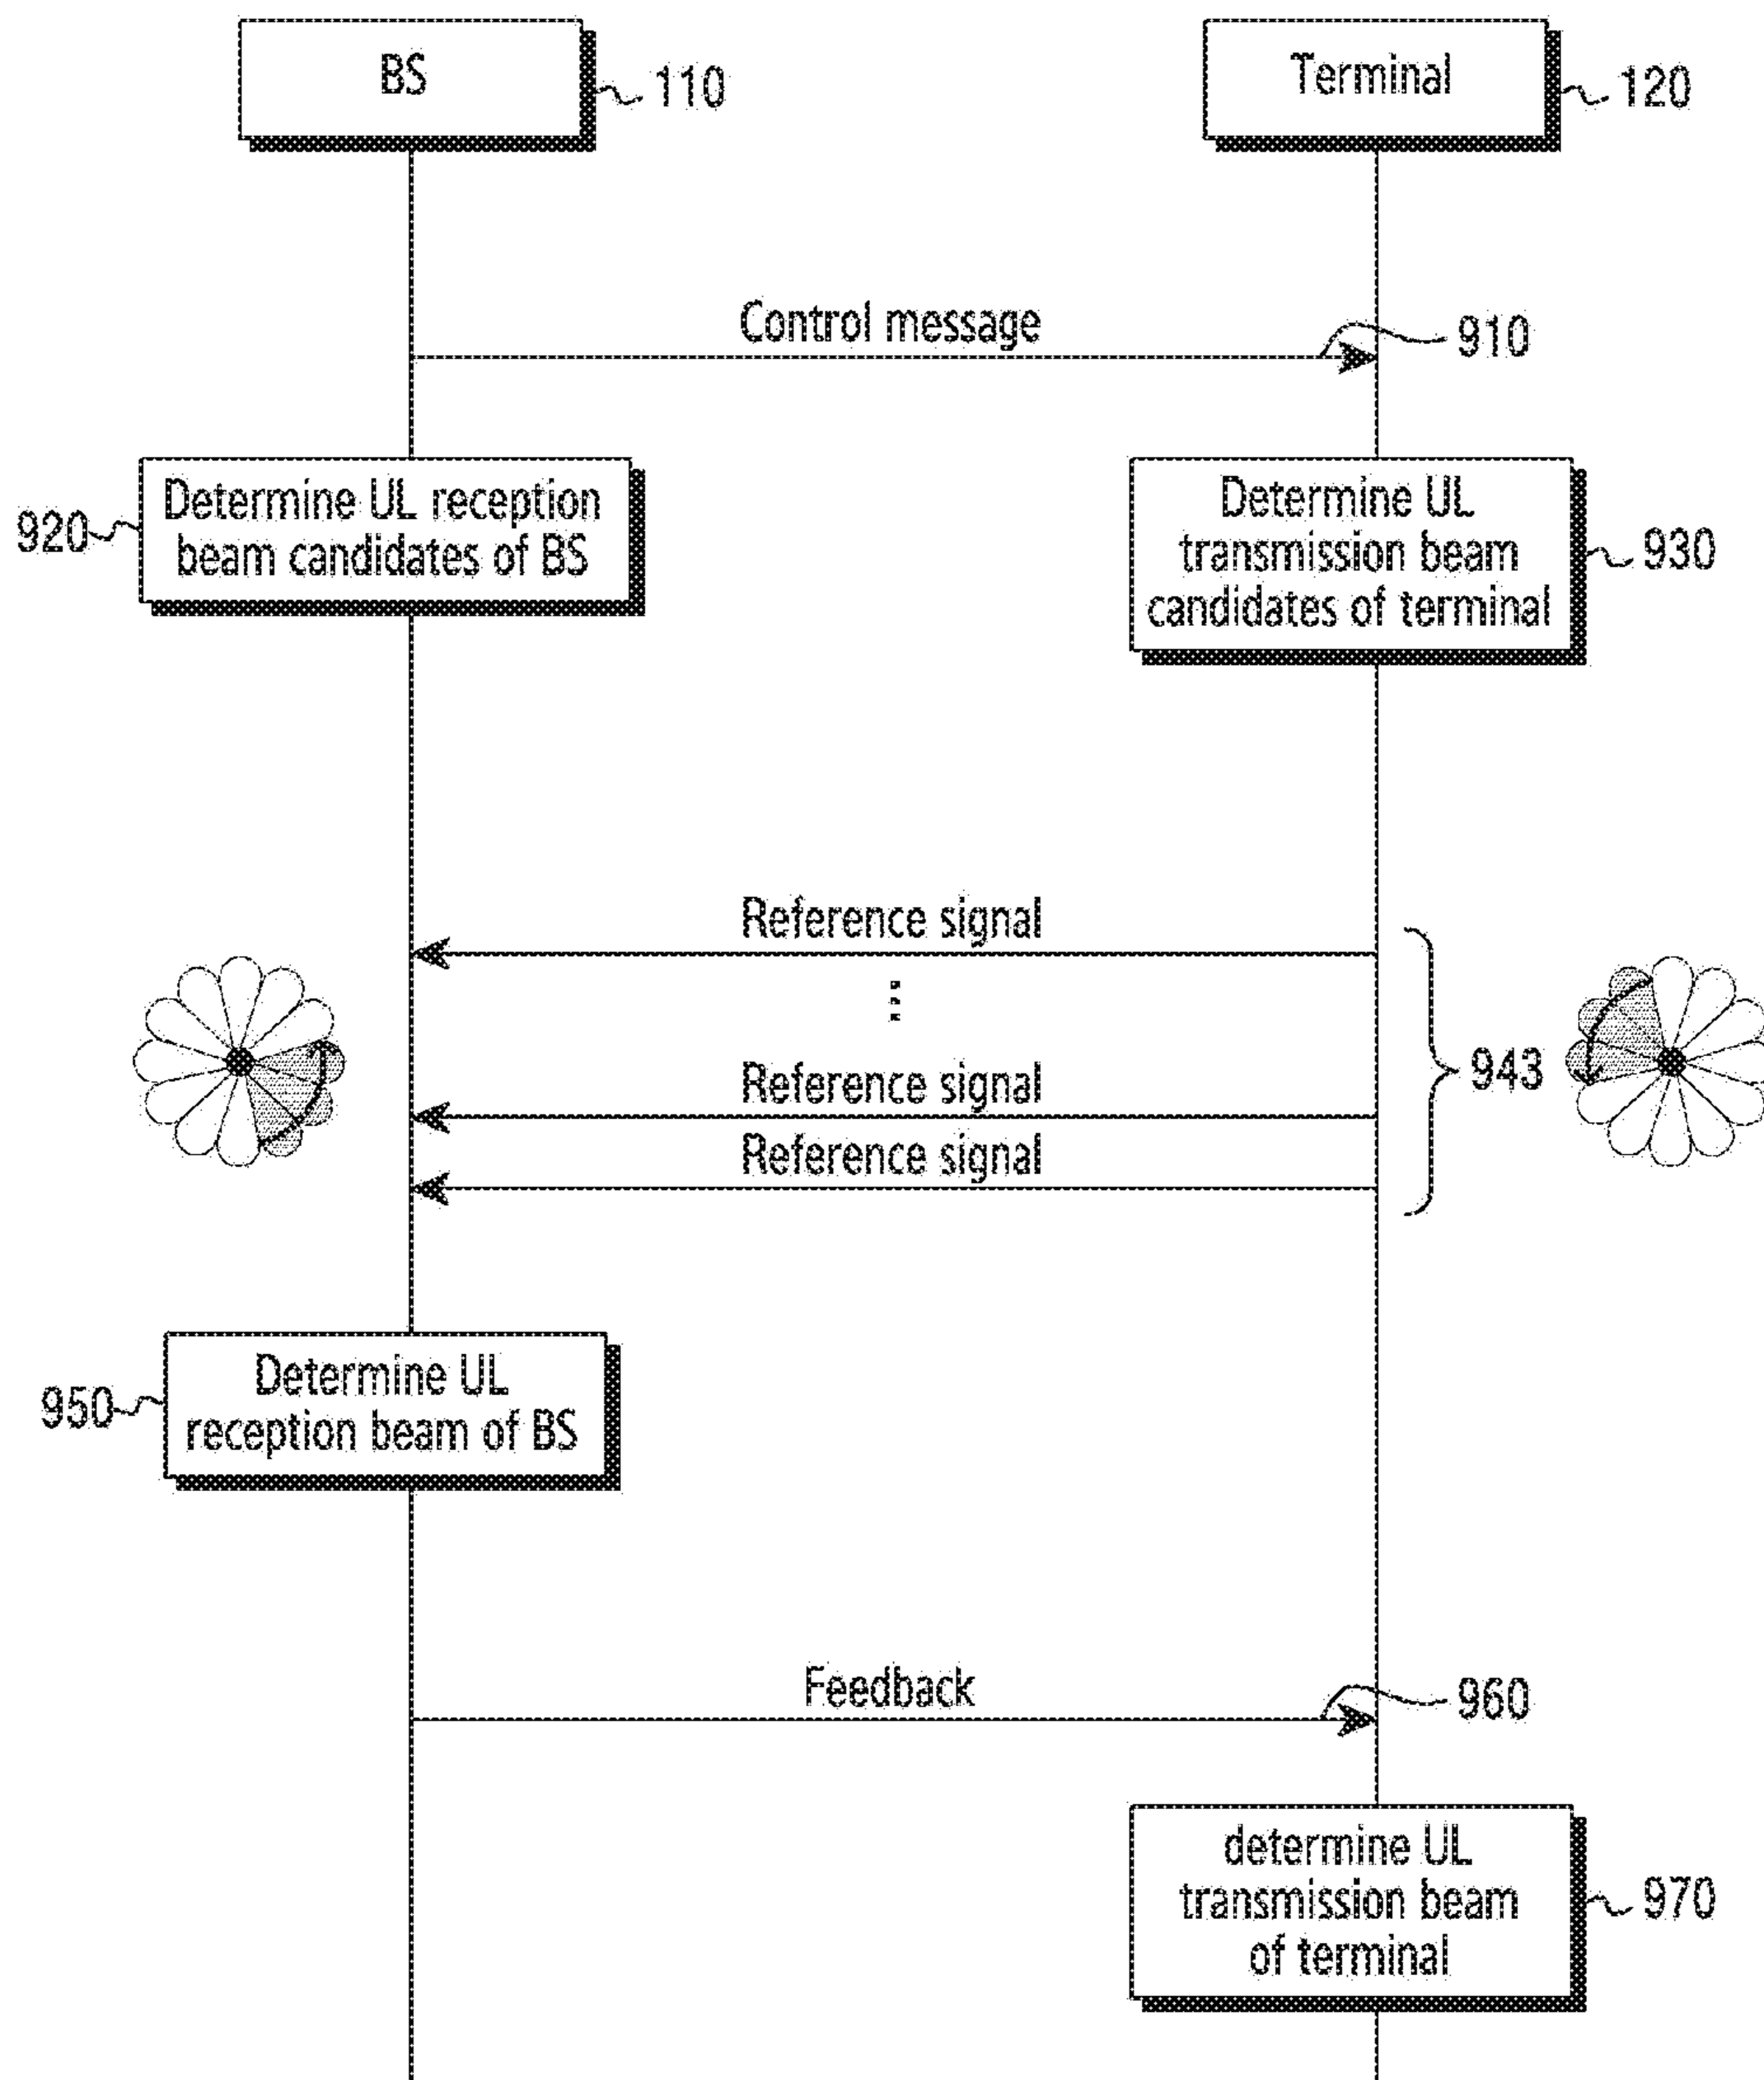 BS
110
Terminal
120
Control message
910
920
Determine UL reception
beam candidates of BS
Determine UL
transmission beam
candidates of terminal
930
Reference signal
Reference signal
943
Reference signal
950
Determine UL
reception beam of BS
Feedback
960
determine UL
transmission beam
of terminal
970